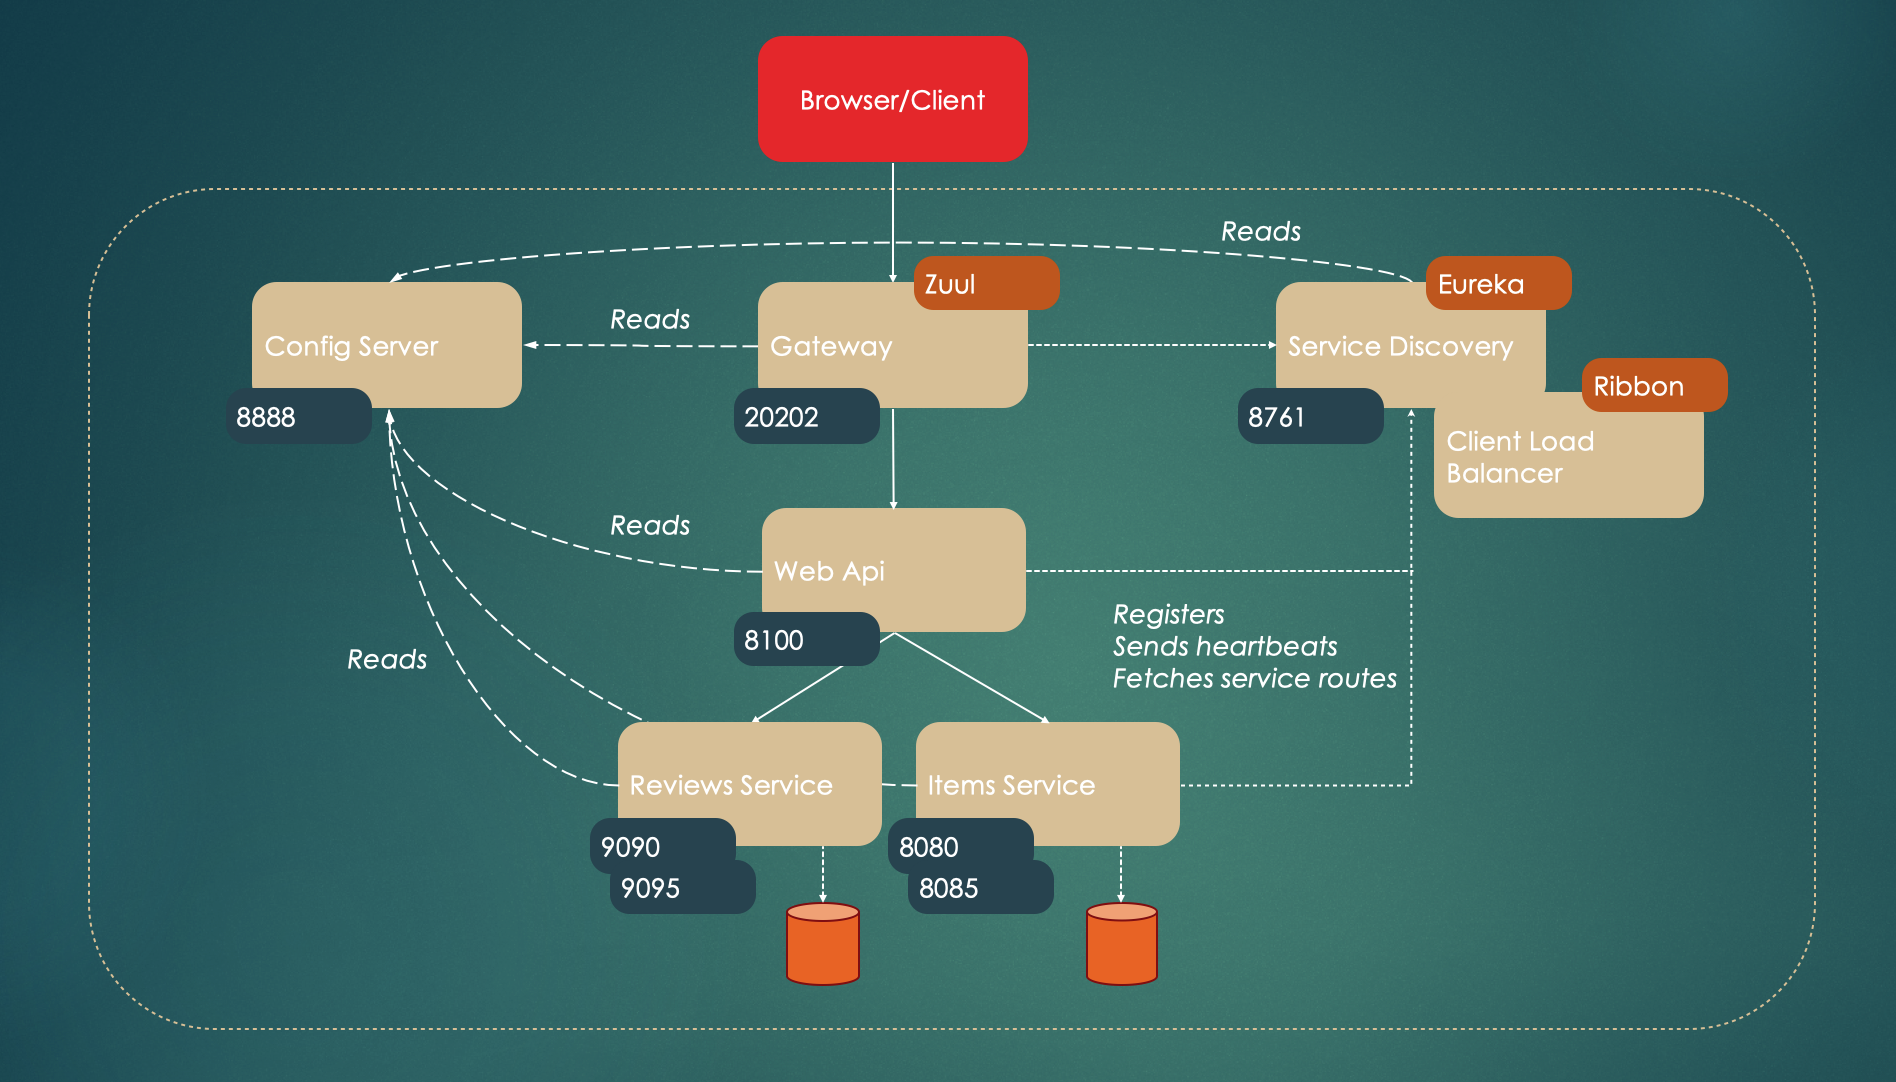 Browser/Client
Reads
Zuul
Eureka
Reads
Config Server
Gateway
Service Discovery
Ribbon
8888
20202
8761
Client Load
Balancer
Reads
Web Api
Registers
8100
Sends heartbeats
Reads
Fetches service routes
Reviews Service
Items Service
9090
8080
9095
8085